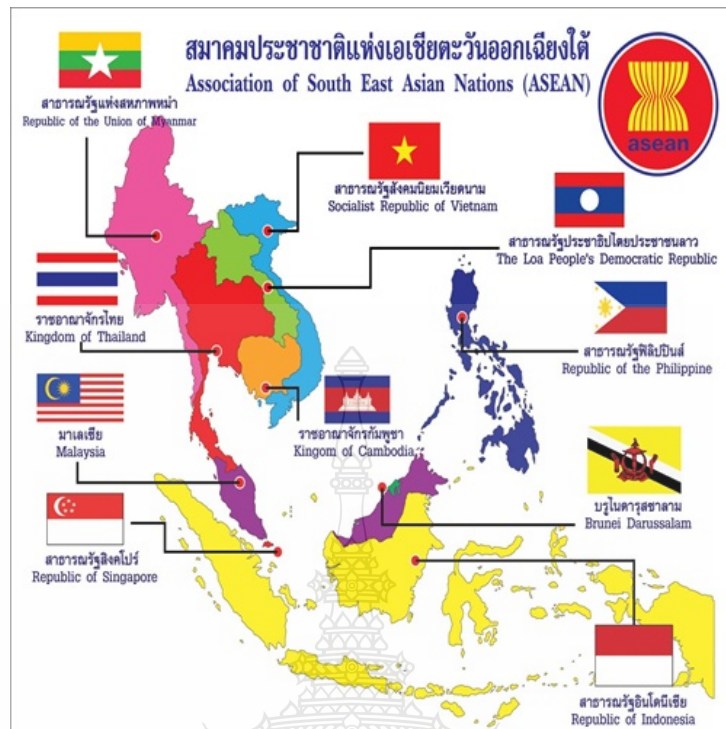 สมาคมประชาชาติแห่งเอเชียตะวันออกเฉียงใต้
Association of South East Asian Nations (ASEAN)
asean
สาธารณรัฐแห่งสหภาพพม่า
Republic of the Union of Myanmar
สาธารณรัฐสังคมนิยมเวียดนาม
Socialist Republic of Vietnam
สาธารณรัฐประชาธิปไตยประชาชนลาว
The Loa People's Democratic Republic
ราชอาณาจักรไทย
Kingdom of Thailand
สาธารณรัฐฟิลิปปินส์
Republic of the Philippine
มาเลเซีย
Malaysia
ราชอาณาจักรกัมพูชา
Kingom of Cambodia
บรูไนดารุสซาลาม
Brunei Darussalam
สาธารณรัฐสิงคโปร์
Republic of Singapore
สาธารณรัฐอินโดนีเซีย
Republic of Indonesia